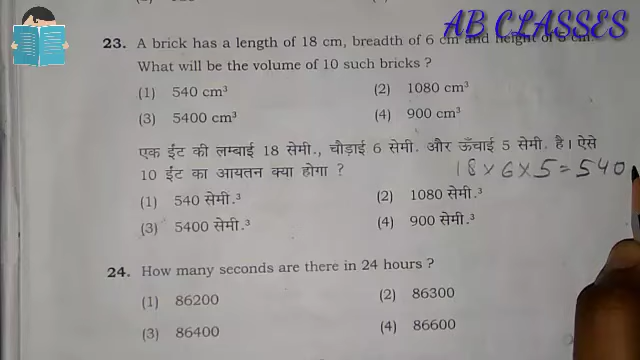 AB CLASSES
23. A brick has a length of 18 cm, breadth of 6 cm and height of 5 cm.
What will be the volume of 10 such bricks ?
(1) 540 cm³ (2) 1080 cm³
(3) 5400 cm³ (4) 900 cm³
एक ईंट की लम्बाई 18 सेमी., चौड़ाई 6 सेमी. और ऊँचाई 5 सेमी. है। ऐसे
10 ईंट का आयतन क्या होगा ? 18 × 6 × 5 = 540
(1) 540 सेमी.³ (2) 1080 सेमी.³
(3) 5400 सेमी.³ (4) 900 सेमी.³
24. How many seconds are there in 24 hours ?
(1) 86200 (2) 86300
(3) 86400 (4) 86600